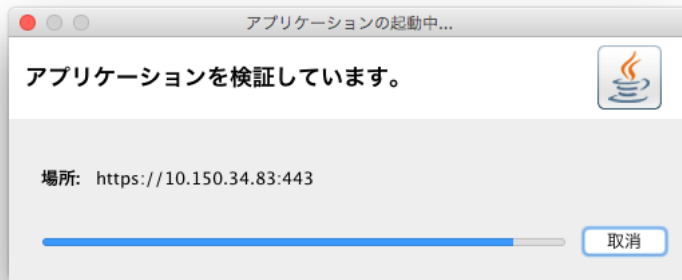 アプリケーションの起動中...
アプリケーションを検証しています。
場所: https://10.150.34.83:443
取消